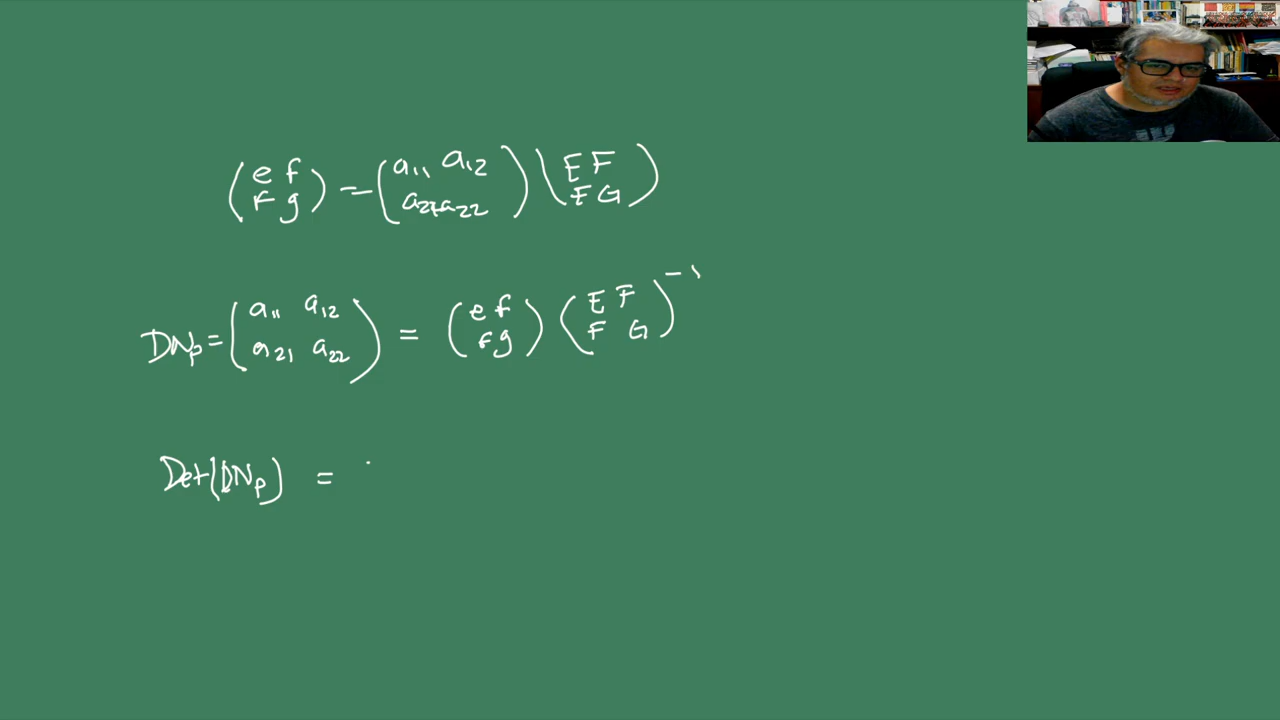 (e f
f g) = (a11 a12
a21 a22) (E F
F G)
DNp = (a11 a12
a21 a22) = (e f
f g) (E F
F G)^-1
Det(DNp) =